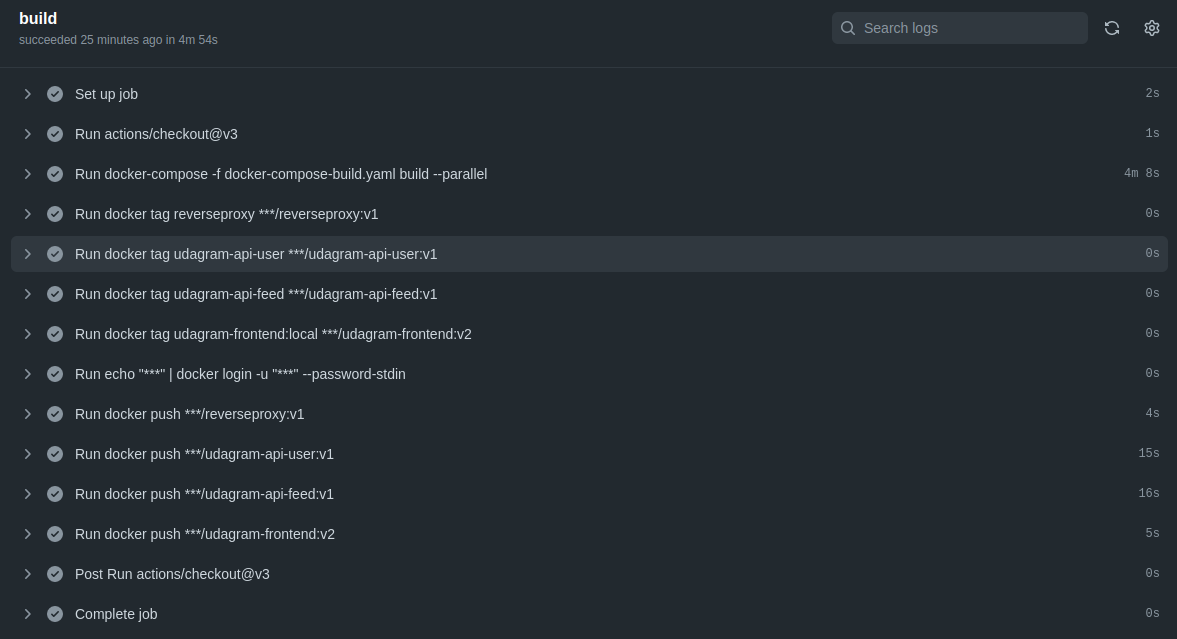 build
succeeded 25 minutes ago in 4m 54s
Search logs
Set up job 2s
Run actions/checkout@v3 1s
Run docker-compose -f docker-compose-build.yaml build --parallel 4m 8s
Run docker tag reverseproxy ***/reverseproxy:v1 0s
Run docker tag udagram-api-user ***/udagram-api-user:v1 0s
Run docker tag udagram-api-feed ***/udagram-api-feed:v1 0s
Run docker tag udagram-frontend:local ***/udagram-frontend:v2 0s
Run echo "***" | docker login -u "***" --password-stdin 0s
Run docker push ***/reverseproxy:v1 4s
Run docker push ***/udagram-api-user:v1 15s
Run docker push ***/udagram-api-feed:v1 16s
Run docker push ***/udagram-frontend:v2 5s
Post Run actions/checkout@v3 0s
Complete job 0s